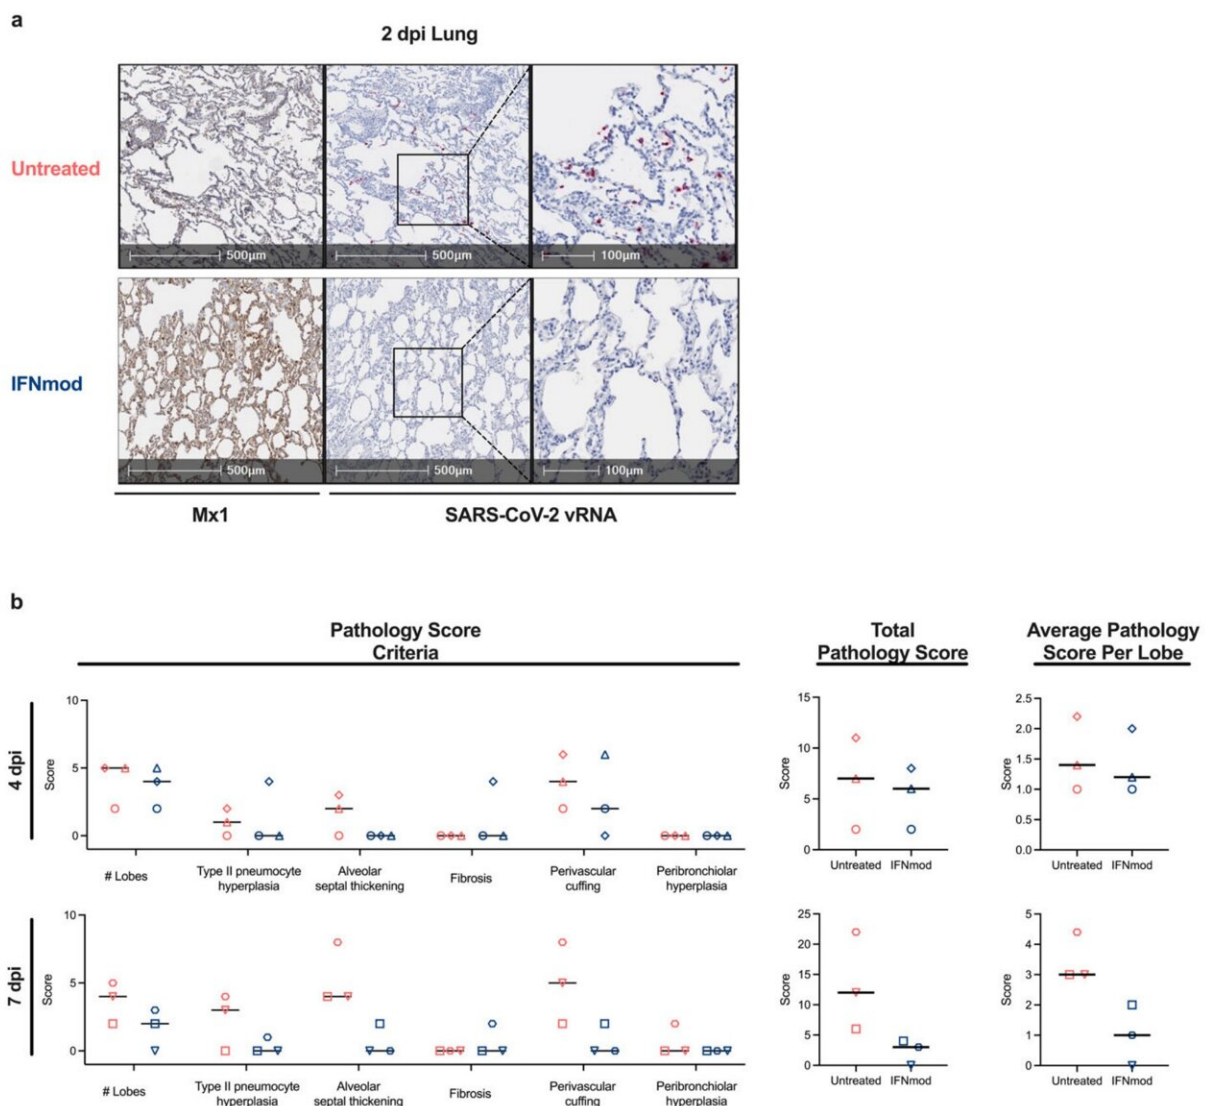 a
2 dpi Lung
Untreated
500µm
500µm
100µm
IFNmod
500µm
500µm
100µm
Mx1
SARS-CoV-2 vRNA
b
Pathology Score
Criteria
Total
Pathology Score
Average Pathology
Score Per Lobe
4 dpi
Score
10
5
0
# Lobes
Type II pneumocyte
hyperplasia
Alveolar
septal thickening
Fibrosis
Perivascular
cuffing
Peribronchiolar
hyperplasia
Score
15
10
5
0
Untreated
IFNmod
Score
2.5
2.0
1.5
1.0
0.5
0.0
Untreated
IFNmod
7 dpi
Score
10
5
0
# Lobes
Type II pneumocyte
hyperplasia
Alveolar
septal thickening
Fibrosis
Perivascular
cuffing
Peribronchiolar
hyperplasia
Score
25
20
15
10
5
0
Untreated
IFNmod
Score
5
4
3
2
1
0
Untreated
IFNmod